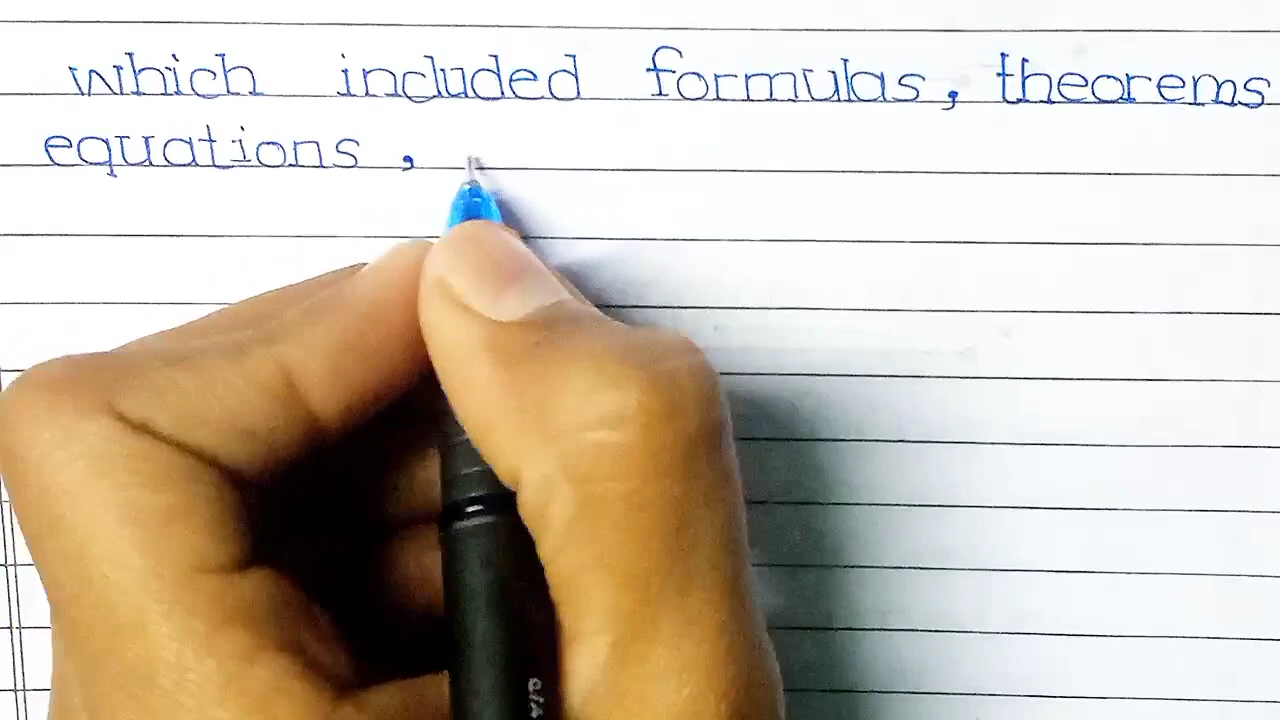 which included formulas, theorems
equations,